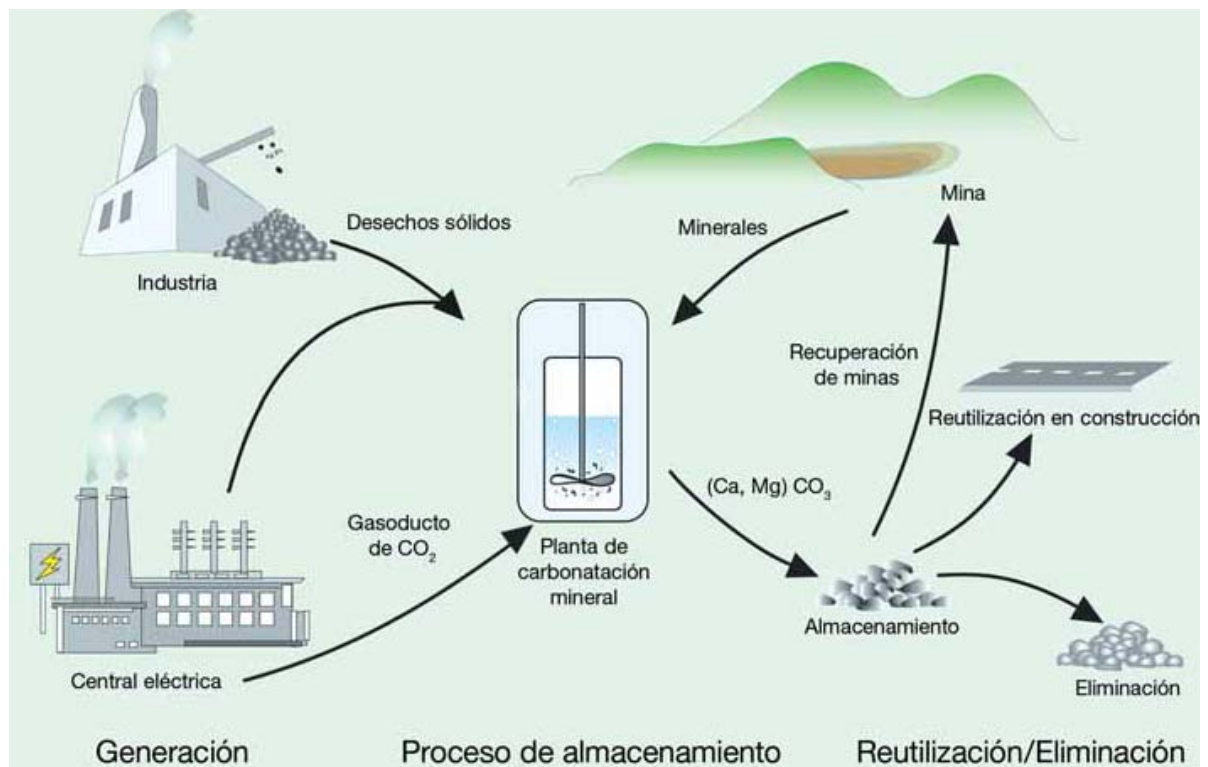 Mina
Desechos sólidos
Minerales
Industria
Recuperación
de minas
Reutilización en construcción
(Ca, Mg) CO₃
Gasoducto
de CO₂
Planta de
carbonatación
mineral
Almacenamiento
Central eléctrica
Eliminación
Generación
Proceso de almacenamiento
Reutilización/Eliminación